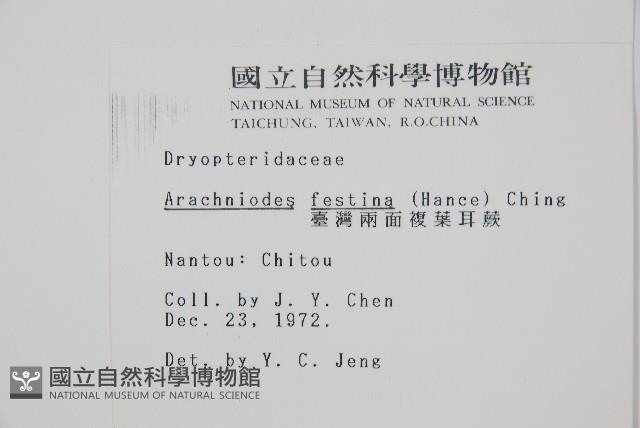 國立自然科學博物館
NATIONAL MUSEUM OF NATURAL SCIENCE
TAICHUNG, TAIWAN, R.O.CHINA
Dryopteridaceae
Arachniodes festina (Hance) Ching
臺灣兩面複葉耳蕨
Nantou: Chitou
Coll. by J. Y. Chen
Dec. 23, 1972.
Det. by Y. C. Jeng
國立自然科學博物館
NATIONAL MUSEUM OF NATURAL SCIENCE